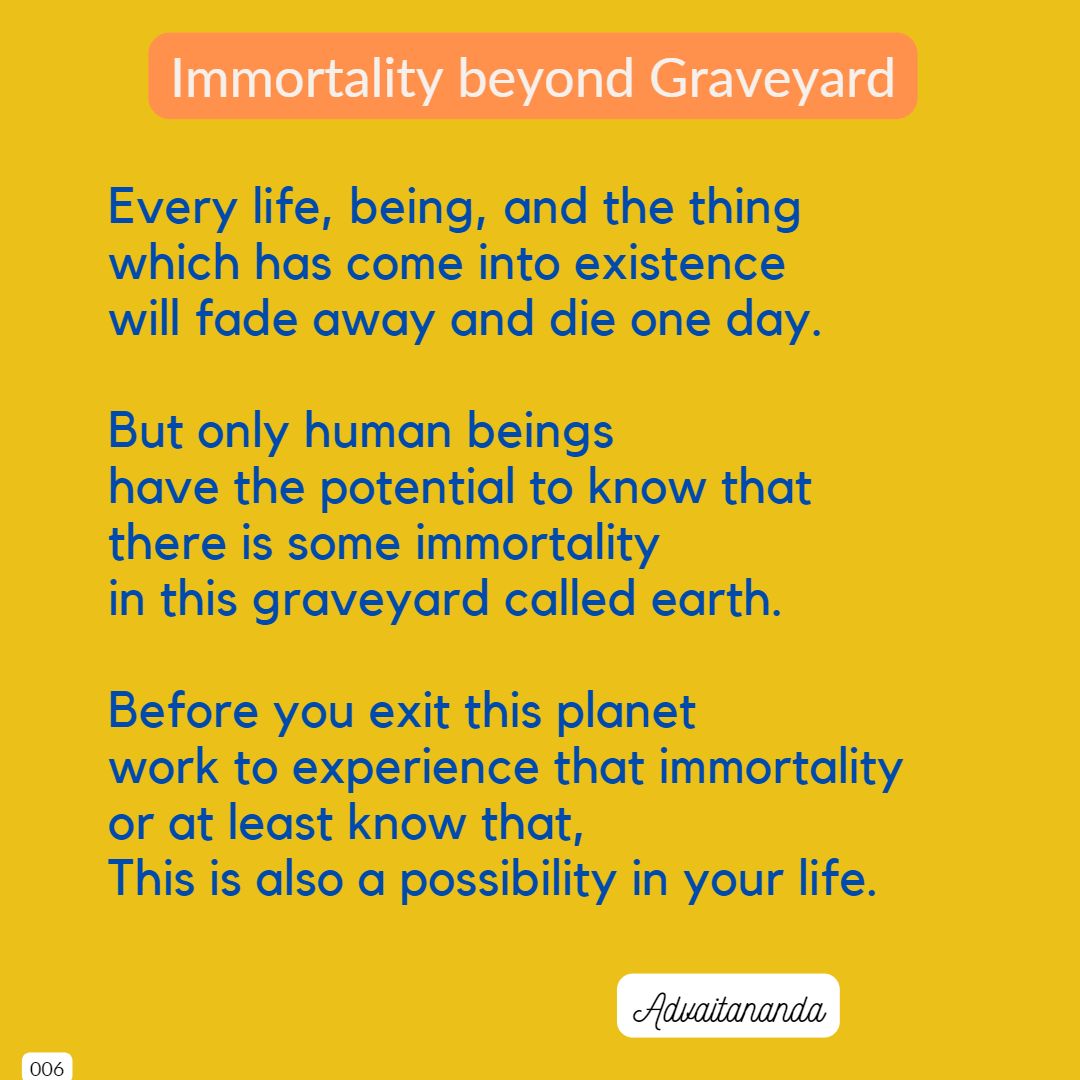 Immortality beyond Graveyard
Every life, being, and the thing
which has come into existence
will fade away and die one day.
But only human beings
have the potential to know that
there is some immortality
in this graveyard called earth.
Before you exit this planet
work to experience that immortality
or at least know that,
This is also a possibility in your life.
Advaitananda
006